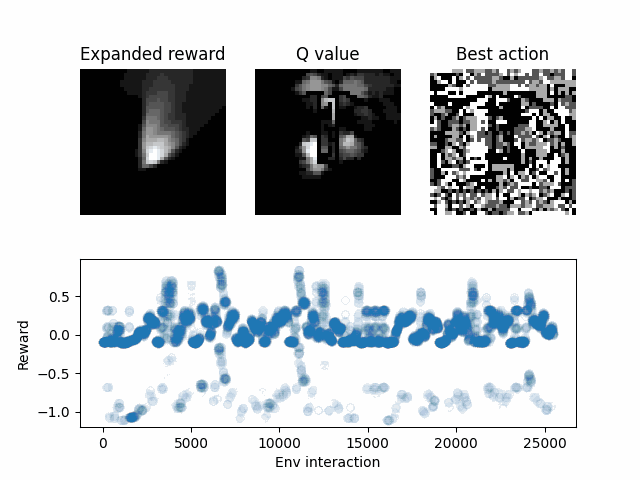 Expanded reward
Q value
Best action
Reward
0.5
0.0
−0.5
−1.0
0 5000 10000 15000 20000 25000
Env interaction